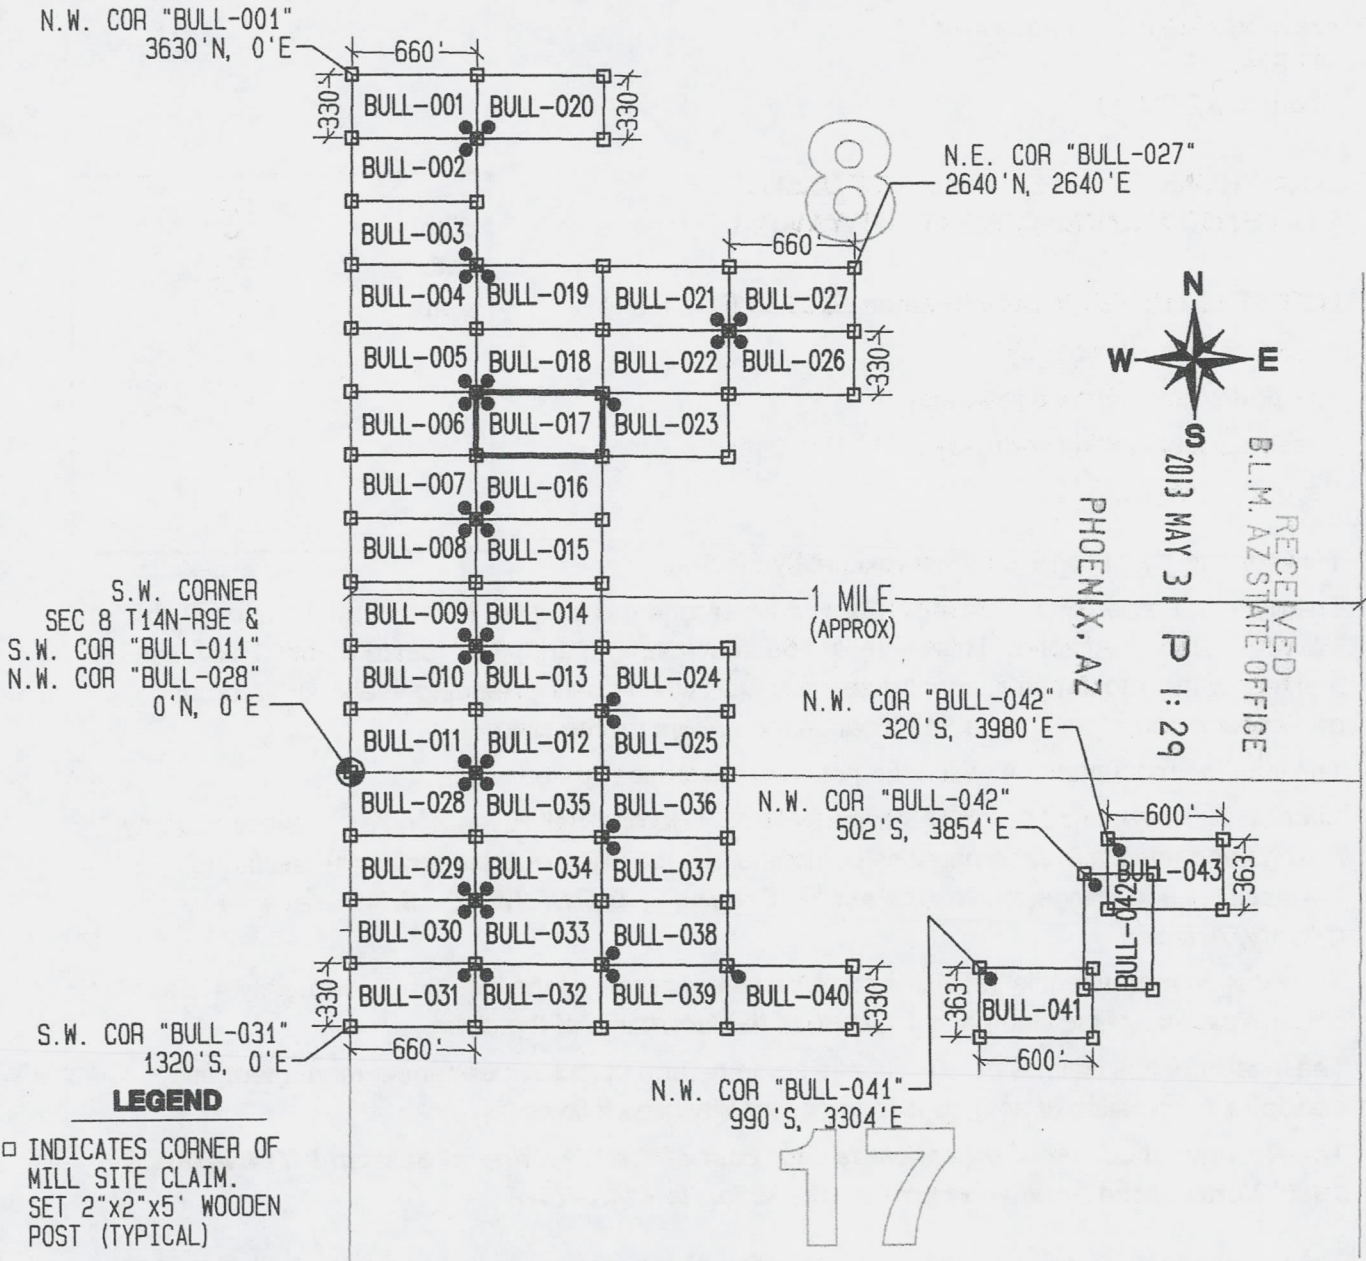 N.W. COR "BULL-001"
3630'N, 0'E
660'
330
BULL-001
BULL-020
330
BULL-002
8
N.E. COR "BULL-027"
2640'N, 2640'E
BULL-003
660'
BULL-004
BULL-019
BULL-021
BULL-027
N
W
E
S
BULL-005
BULL-018
BULL-022
BULL-026
330
BULL-006
BULL-017
BULL-023
BULL-007
BULL-016
BULL-008
BULL-015
RECEIVED
B.L.M. AZ STATE OFFICE
2013 MAY 31 P 1:29
PHOENIX, AZ
S.W. CORNER
SEC 8 T14N-R9E &
S.W. COR "BULL-011"
N.W. COR "BULL-028"
0'N, 0'E
BULL-009
BULL-014
1 MILE
(APPROX)
BULL-010
BULL-013
BULL-024
N.W. COR "BULL-042"
320'S, 3980'E
BULL-011
BULL-012
BULL-025
BULL-028
BULL-035
BULL-036
N.W. COR "BULL-042"
502'S, 3854'E
600'
BULL-029
BULL-034
BULL-037
BULL-043
363
BULL-042
BULL-030
BULL-033
BULL-038
330
BULL-031
BULL-032
BULL-039
BULL-040
330
363
BULL-041
S.W. COR "BULL-031"
1320'S, 0'E
660'
600'
N.W. COR "BULL-041"
990'S, 3304'E
17
LEGEND
□ INDICATES CORNER OF
MILL SITE CLAIM.
SET 2"x2"x5' WOODEN
POST (TYPICAL)